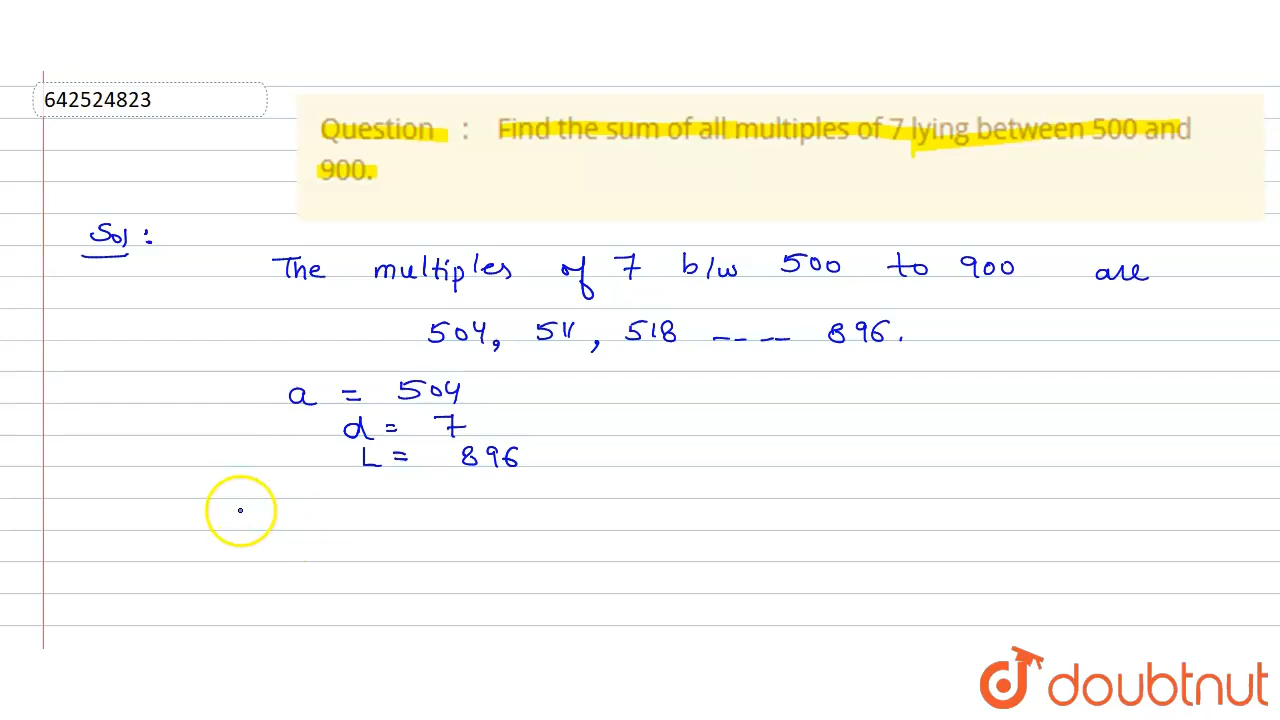 642524823
Question : Find the sum of all multiples of 7 lying between 500 and
900.
Sol :
The multiples of 7 b/w 500 to 900 are
504, 511, 518 ---- 896.
a = 504
d = 7
L = 896
doubtnut